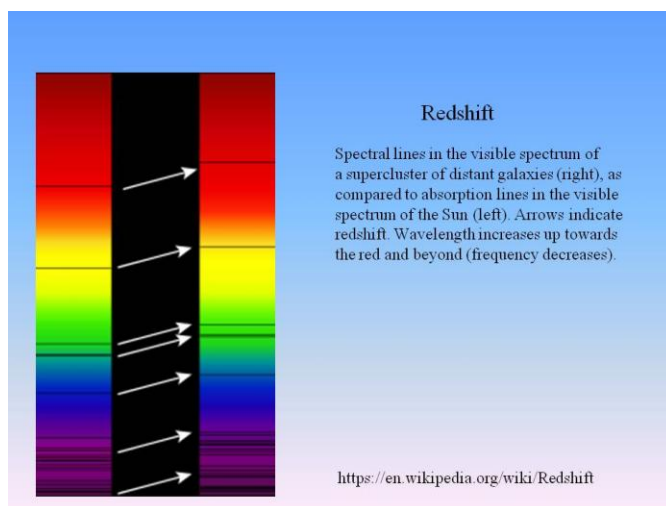 Redshift
Spectral lines in the visible spectrum of
a supercluster of distant galaxies (right), as
compared to absorption lines in the visible
spectrum of the Sun (left). Arrows indicate
redshift. Wavelength increases up towards
the red and beyond (frequency decreases).
https://en.wikipedia.org/wiki/Redshift